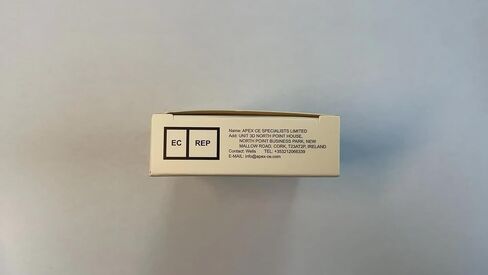 EC REP
Name: APEX CE SPECIALISTS LIMITED
Add: UNIT 3D NORTH POINT HOUSE,
NORTH POINT BUSINESS PARK, NEW
MALLOW ROAD, CORK, T23AT2P, IRELAND
Contact: Wells TEL: +353212066339
E-MAIL: info@apex-ce.com